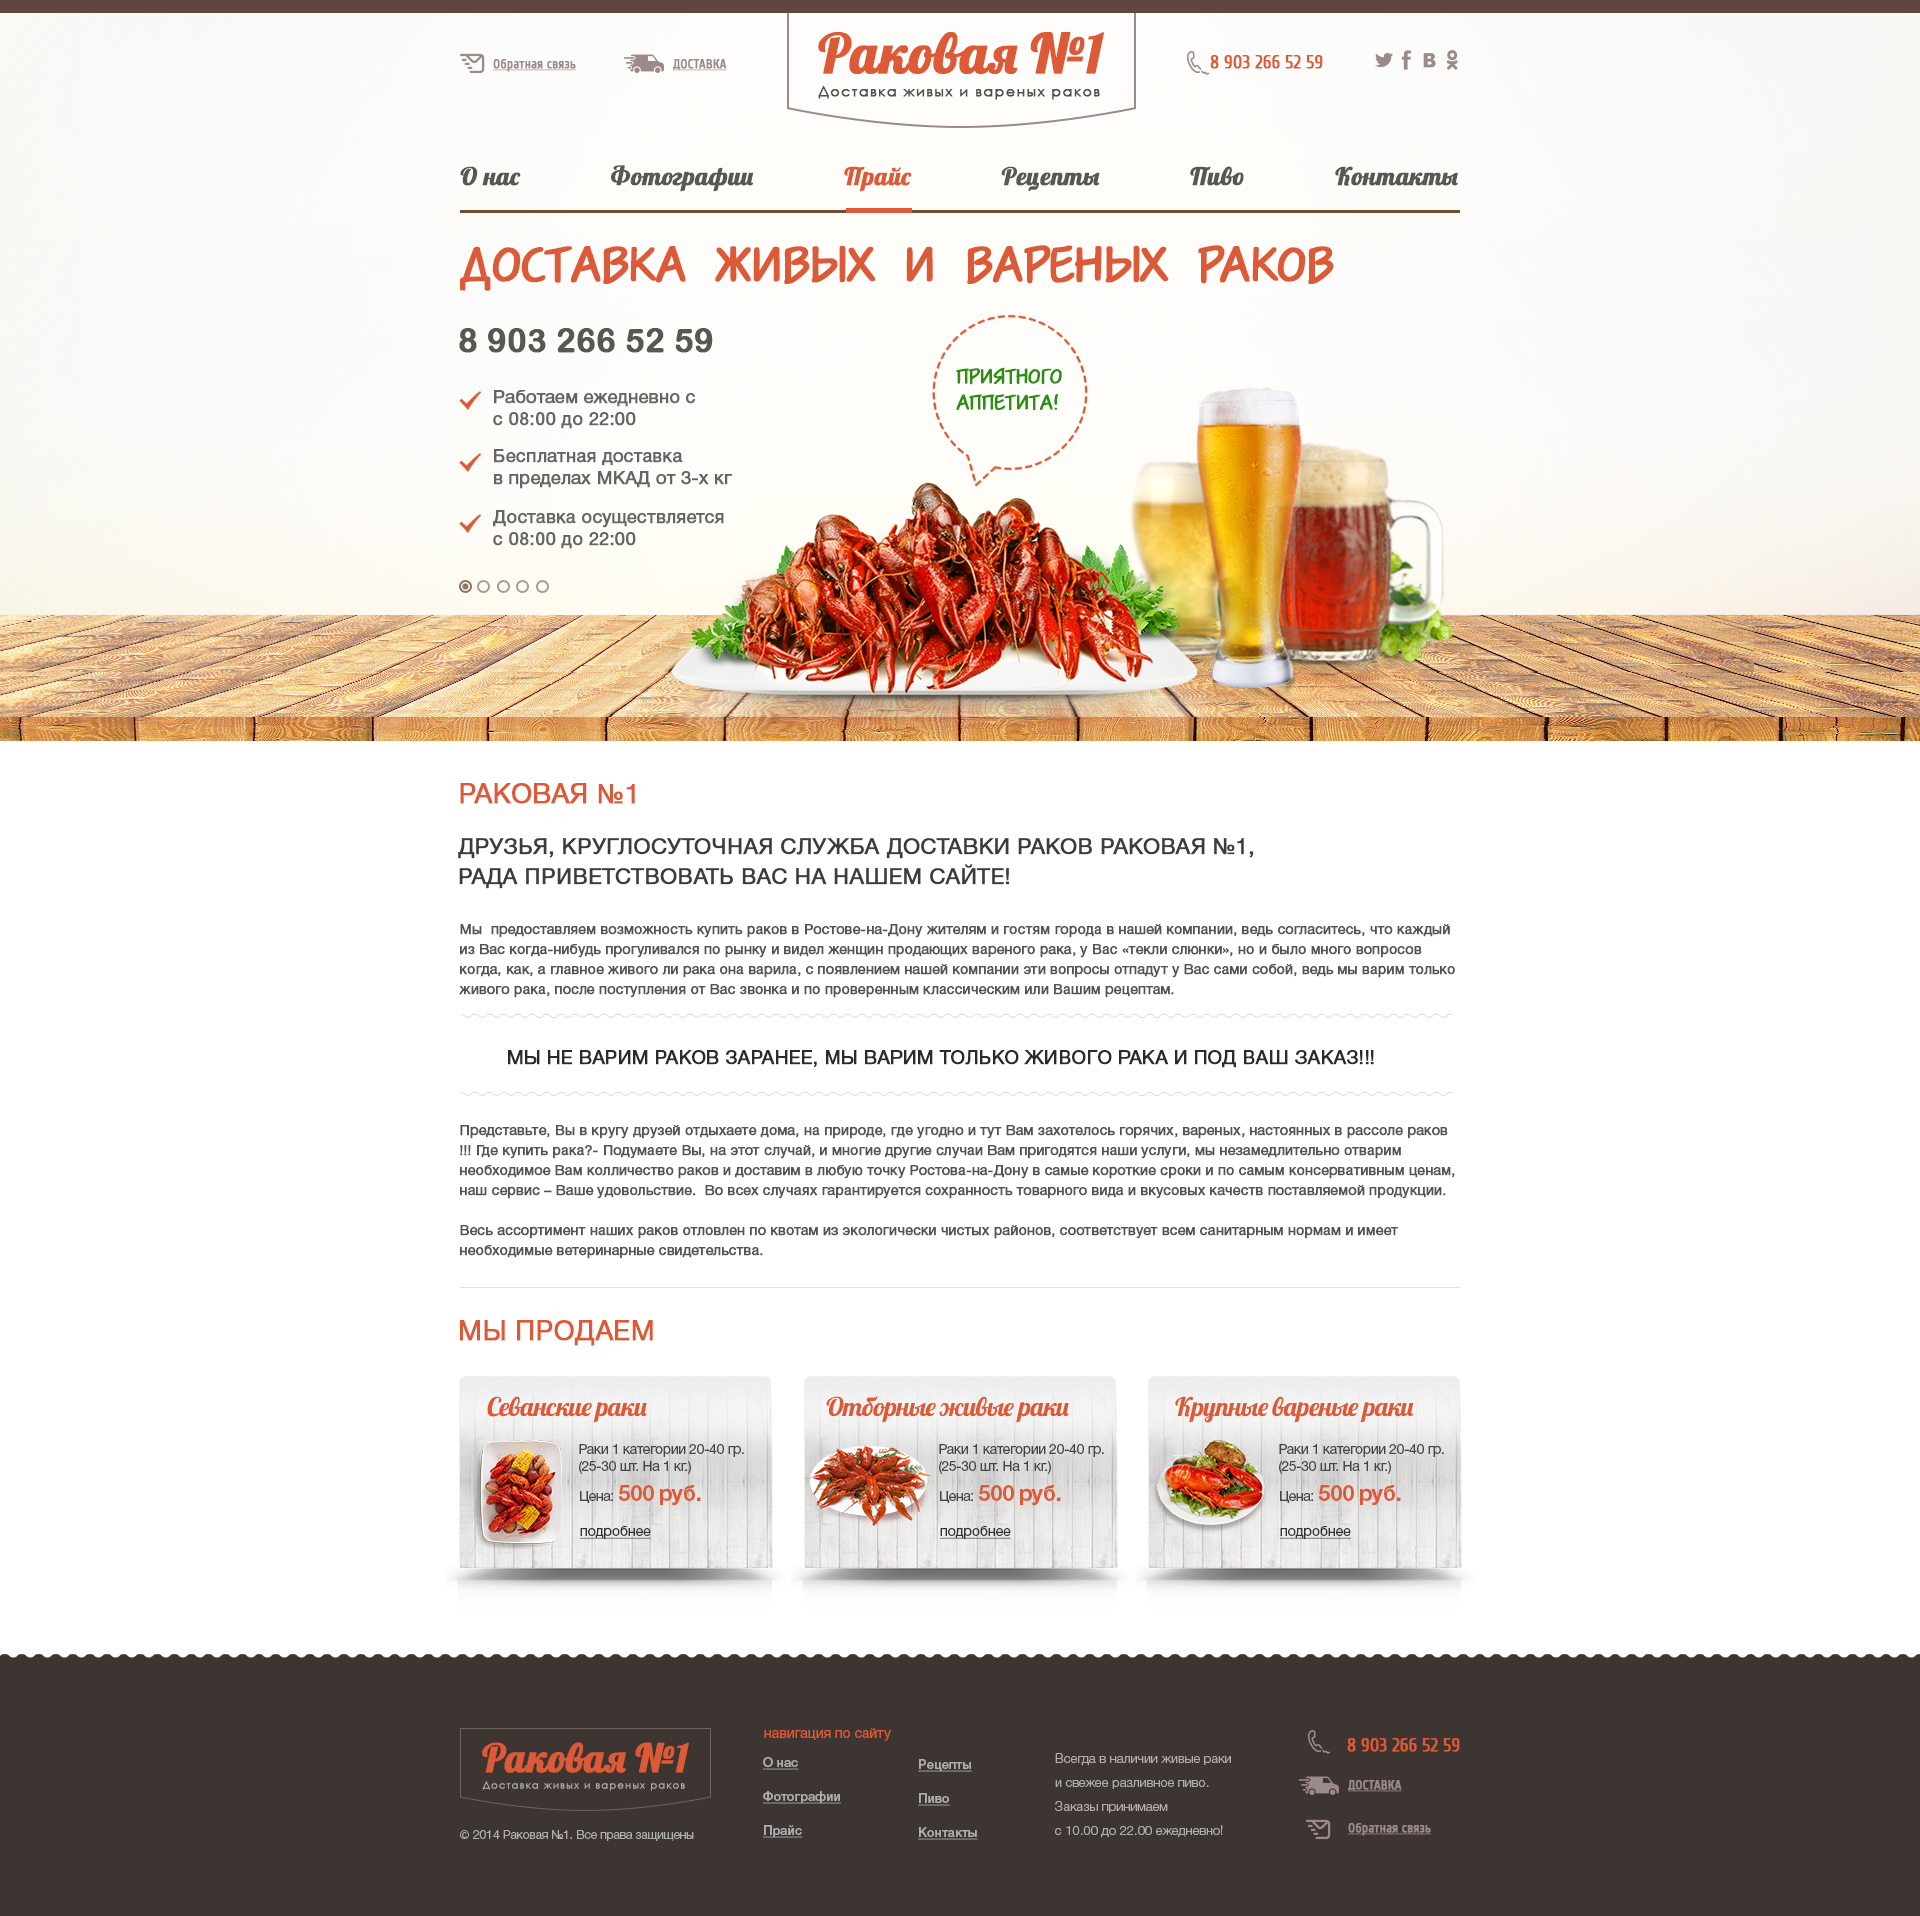 Обратная связь
ДОСТАВКА
Раковая №1
Доставка живых и вареных раков
8 903 266 52 59
О нас
Фотографии
Прайс
Рецепты
Пиво
Контакты
ДОСТАВКА ЖИВЫХ И ВАРЕНЫХ РАКОВ
8 903 266 52 59
Работаем ежедневно с
с 08:00 до 22:00
Бесплатная доставка
в пределах МКАД от 3-х кг
Доставка осуществляется
с 08:00 до 22:00
ПРИЯТНОГО
АППЕТИТА!
РАКОВАЯ №1
ДРУЗЬЯ, КРУГЛОСУТОЧНАЯ СЛУЖБА ДОСТАВКИ РАКОВ РАКОВАЯ №1,
РАДА ПРИВЕТСТВОВАТЬ ВАС НА НАШЕМ САЙТЕ!
Мы предоставляем возможность купить раков в Ростове-на-Дону жителям и гостям города в нашей компании, ведь согласитесь, что каждый
из Вас когда-нибудь прогуливался по рынку и видел женщин продающих вареного рака, у Вас «текли слюнки», но и было много вопросов
когда, как, а главное живого ли рака она варила, с появлением нашей компании эти вопросы отпадут у Вас сами собой, ведь мы варим только
живого рака, после поступления от Вас звонка и по проверенным классическим или Вашим рецептам.
МЫ НЕ ВАРИМ РАКОВ ЗАРАНЕЕ, МЫ ВАРИМ ТОЛЬКО ЖИВОГО РАКА И ПОД ВАШ ЗАКАЗ!!!
Представьте, Вы в кругу друзей отдыхаете дома, на природе, где угодно и тут Вам захотелось горячих, вареных, настоянных в рассоле раков
!!! Где купить рака?- Подумаете Вы, на этот случай, и многие другие случаи Вам пригодятся наши услуги, мы незамедлительно отварим
необходимое Вам колличество раков и доставим в любую точку Ростова-на-Дону в самые короткие сроки и по самым консервативным ценам,
наш сервис – Ваше удовольствие. Во всех случаях гарантируется сохранность товарного вида и вкусовых качеств поставляемой продукции.
Весь ассортимент наших раков отловлен по квотам из экологически чистых районов, соответствует всем санитарным нормам и имеет
необходимые ветеринарные свидетельства.
МЫ ПРОДАЕМ
Севанские раки
Раки 1 категории 20-40 гр.
(25-30 шт. На 1 кг.)
Цена: 500 руб.
подробнее
Отборные живые раки
Раки 1 категории 20-40 гр.
(25-30 шт. На 1 кг.)
Цена: 500 руб.
подробнее
Крупные вареные раки
Раки 1 категории 20-40 гр.
(25-30 шт. На 1 кг.)
Цена: 500 руб.
подробнее
Раковая №1
Доставка живых и вареных раков
© 2014 Раковая №1. Все права защищены
навигация по сайту
О нас
Фотографии
Прайс
Рецепты
Пиво
Контакты
Всегда в наличии живые раки
и свежее разливное пиво.
Заказы принимаем
с 10.00 до 22.00 ежедневно!
8 903 266 52 59
ДОСТАВКА
Обратная связь